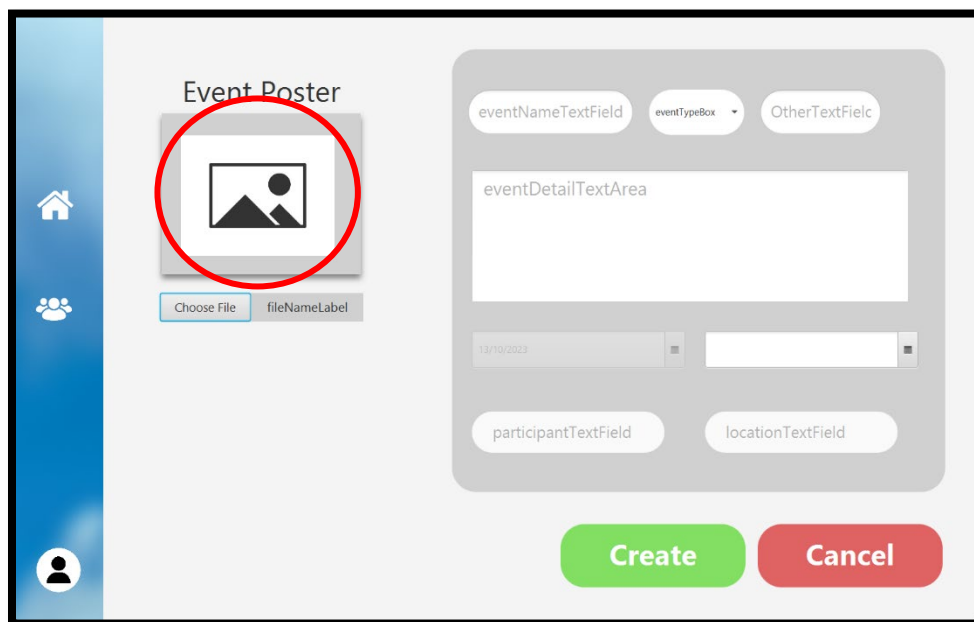 Event Poster
Choose File fileNameLabel
eventNameTextField eventTypeBox OtherTextFielc
eventDetailTextArea
13/10/2023
participantTextField locationTextField
Create Cancel